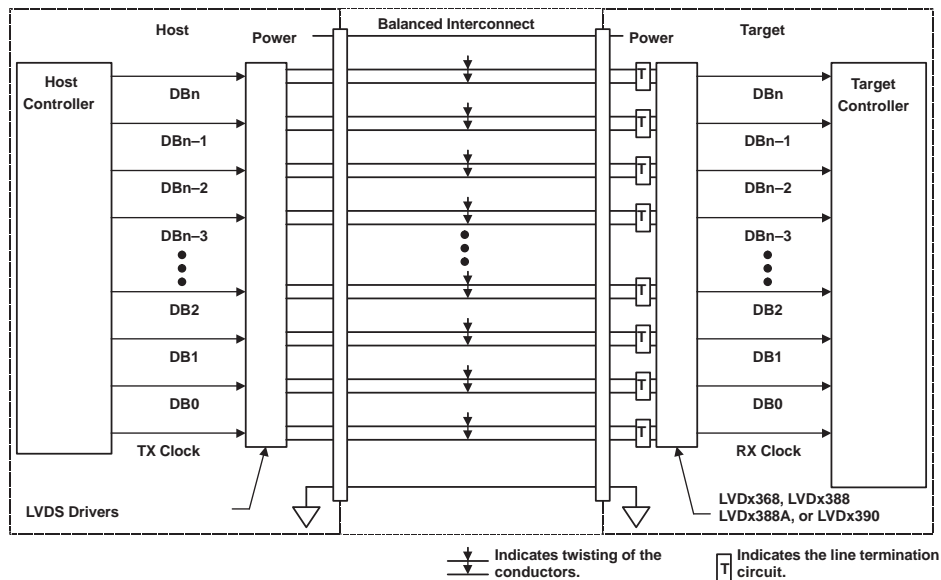 Host
Power
Balanced Interconnect
Power
Target
Host
Controller
Target
Controller
DBn
DBn–1
DBn–2
DBn–3
DB2
DB1
DB0
TX Clock
T
T
T
T
T
T
T
T
DBn
DBn–1
DBn–2
DBn–3
DB2
DB1
DB0
RX Clock
LVDS Drivers
LVDx368, LVDx388
LVDx388A, or LVDx390
Indicates twisting of the
conductors.
T
Indicates the line termination
circuit.